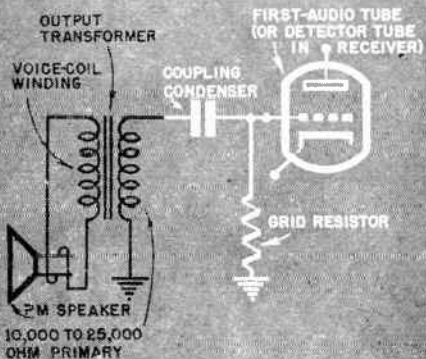 OUTPUT
TRANSFORMER
VOICE-COIL
WINDING
COUPLING
CONDENSER
FIRST-AUDIO TUBE
(OR DETECTOR TUBE
IN RECEIVER)
GRID RESISTOR
PM SPEAKER
10,000 TO 25,000
OHM PRIMARY